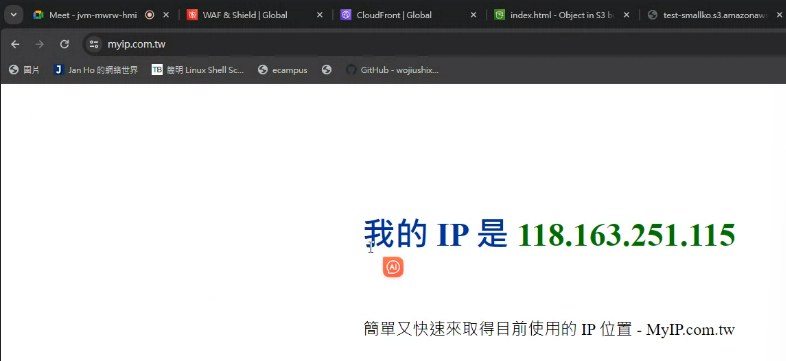 Meet - jvm-mwrw-hmi
WAF & Shield | Global
CloudFront | Global
index.html - Object in S3 b
test-smallko.s3.amazonaw
myip.com.tw
圖片
Jan Ho 的網絡世界
TB
簡明 Linux Shell Sc...
ecampus
GitHub - wojiushix...
我的 IP 是 118.163.251.115
AI
簡單又快速來取得目前使用的 IP 位置 - MyIP.com.tw